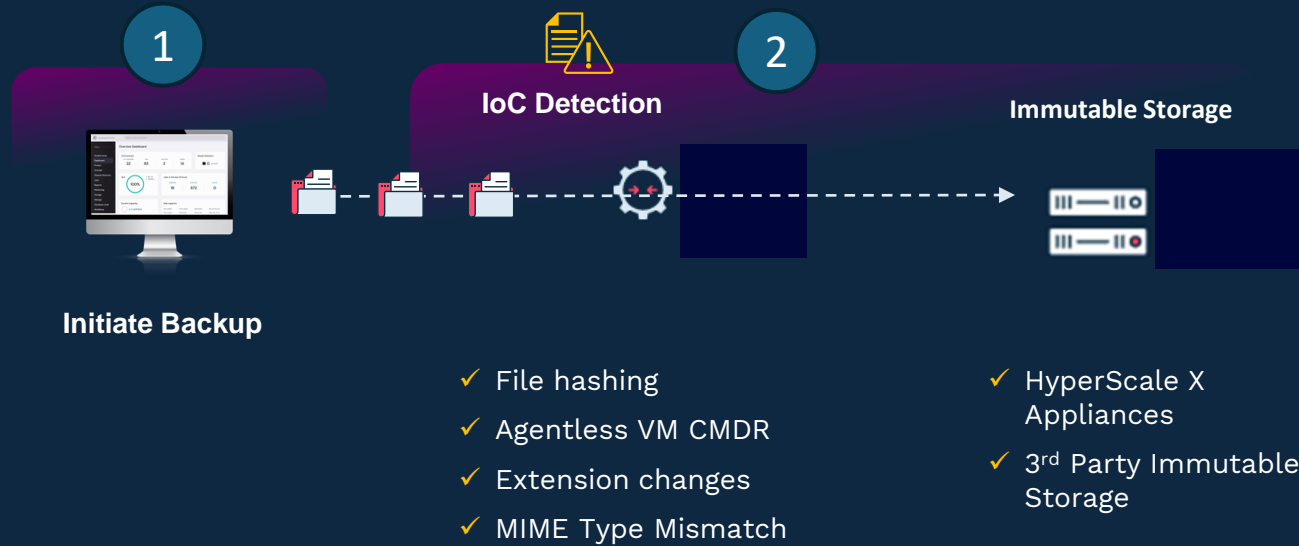 1
2
IoC Detection
Immutable Storage
100%
Initiate Backup
File hashing
Agentless VM CMDR
Extension changes
MIME Type Mismatch
HyperScale X
Appliances
3rd Party Immutable
Storage